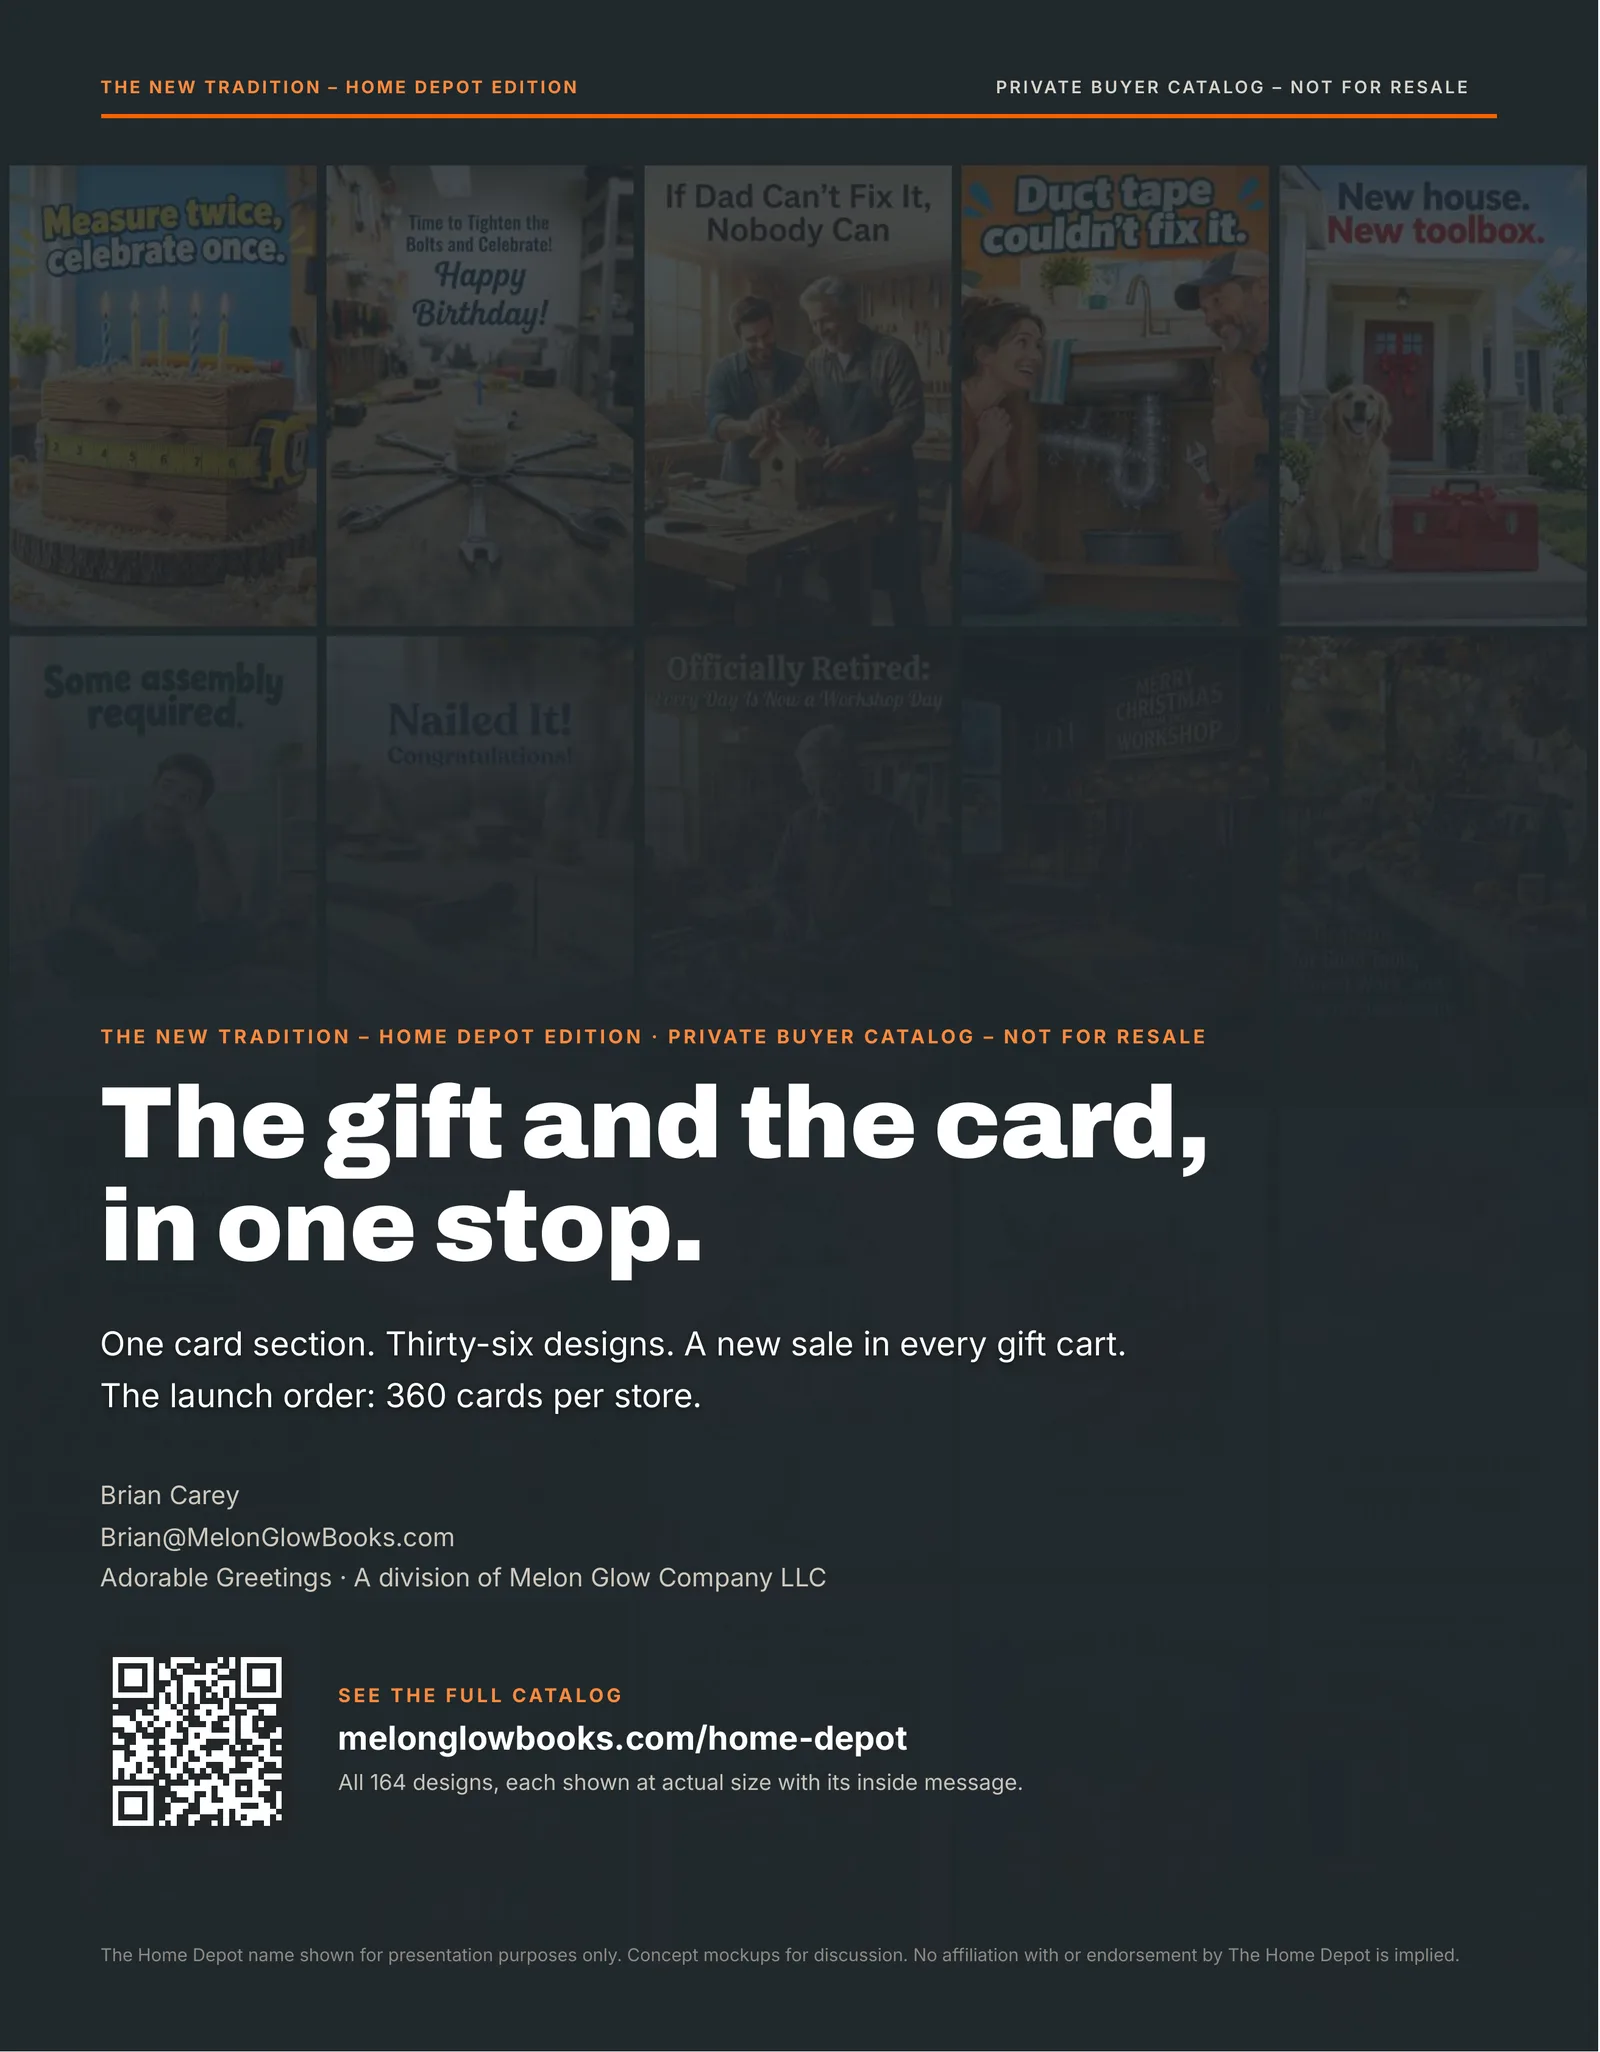 THE NEW TRADITION – HOME DEPOT EDITION
PRIVATE BUYER CATALOG – NOT FOR RESALE
Measure twice,
celebrate once.
Time to Tighten the
Bolts and Celebrate!
Happy
Birthday!
If Dad Can't Fix It,
Nobody Can
Duct tape
couldn't fix it.
New house.
New toolbox.
2 3 4 5 6 7 8
Some assembly
required.
Nailed It!
Congratulations!
Officially Retired:
Every Day Is Now a Workshop Day
MERRY
CHRISTMAS
WORKSHOP
THE NEW TRADITION – HOME DEPOT EDITION · PRIVATE BUYER CATALOG – NOT FOR RESALE
The gift and the card,
in one stop.
One card section. Thirty-six designs. A new sale in every gift cart.
The launch order: 360 cards per store.
Brian Carey
Brian@MelonGlowBooks.com
Adorable Greetings · A division of Melon Glow Company LLC
SEE THE FULL CATALOG
melonglowbooks.com/home-depot
All 164 designs, each shown at actual size with its inside message.
The Home Depot name shown for presentation purposes only. Concept mockups for discussion. No affiliation with or endorsement by The Home Depot is implied.